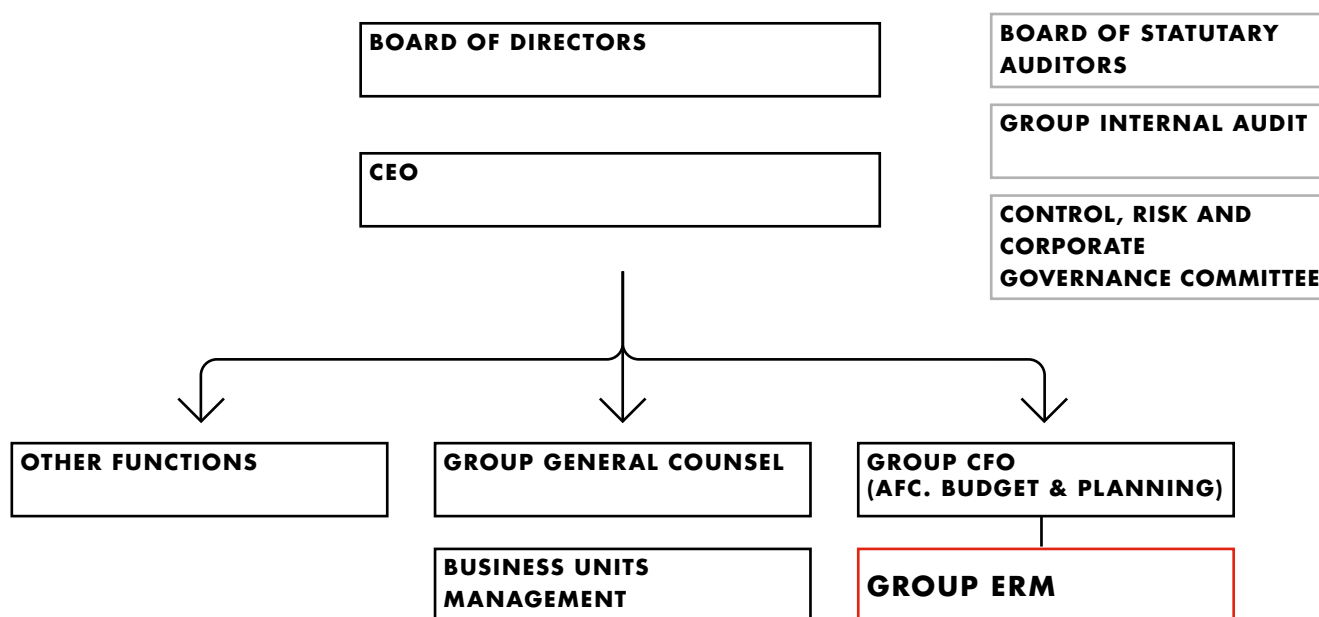 BOARD OF DIRECTORS
BOARD OF STATUTARY
AUDITORS
GROUP INTERNAL AUDIT
CEO
CONTROL, RISK AND
CORPORATE
GOVERNANCE COMMITTEE
OTHER FUNCTIONS
GROUP GENERAL COUNSEL
GROUP CFO
(AFC. BUDGET & PLANNING)
BUSINESS UNITS
MANAGEMENT
GROUP ERM